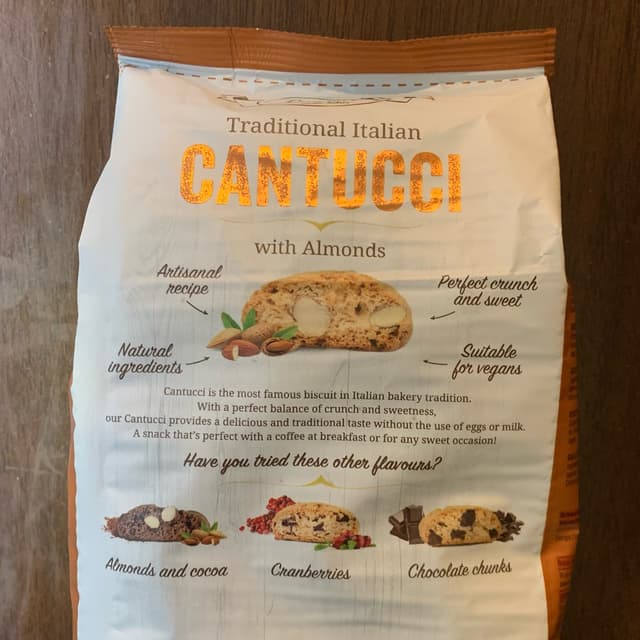 Traditional Italian
CANTUCCI
with Almonds
Artisanal
recipe
Perfect crunch
and sweet
Natural
ingredients
Suitable
for vegans
Cantucci is the most famous biscuit in Italian bakery tradition.
With a perfect balance of crunch and sweetness,
our Cantucci provides a delicious and traditional taste without the use of eggs or milk.
A snack that's perfect with a coffee at breakfast or for any sweet occasion!
Have you tried these other flavours?
Almonds and cocoa
Cranberries
Chocolate chunks